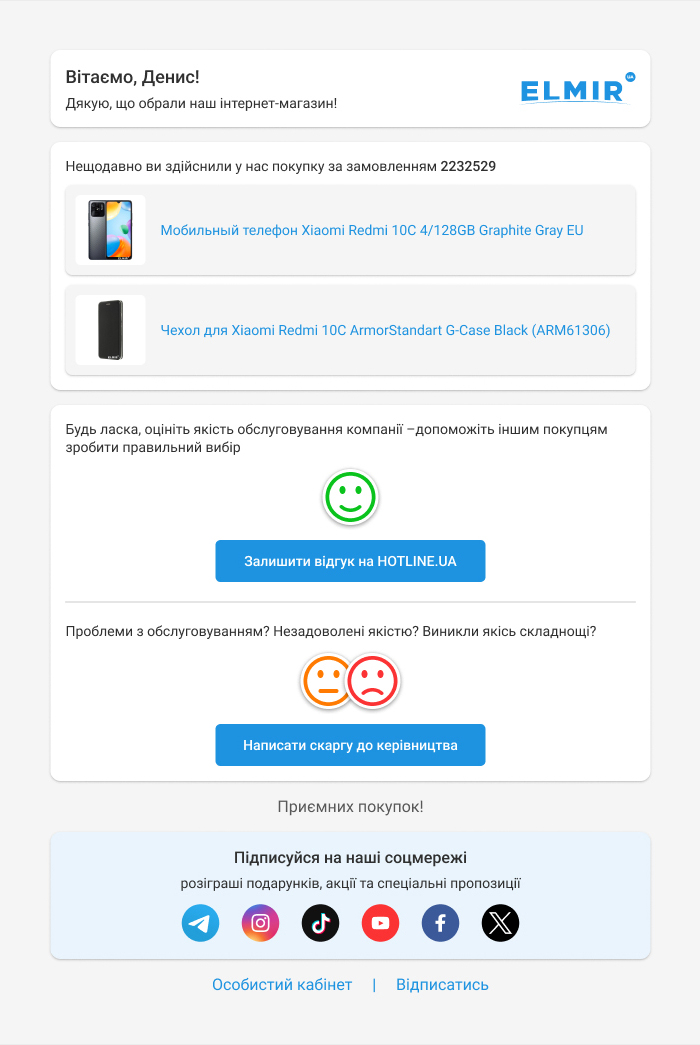 Вітаємо, Денис!
Дякую, що обрали наш інтернет-магазин!
ELMIR
UA
Нещодавно ви здійснили у нас покупку за замовленням 2232529
Мобильный телефон Xiaomi Redmi 10C 4/128GB Graphite Gray EU
ELMIR
Чехол для Xiaomi Redmi 10C ArmorStandart G-Case Black (ARM61306)
ELMIR
Будь ласка, оцініть якість обслуговування компанії –допоможіть іншим покупцям
зробити правильний вибір
Залишити відгук на HOTLINE.UA
Проблеми з обслуговуванням? Незадоволені якістю? Виникли якісь складнощі?
Написати скаргу до керівництва
Приємних покупок!
Підписуйся на наші соцмережі
розіграші подарунків, акції та спеціальні пропозиції
Особистий кабінет | Відписатись